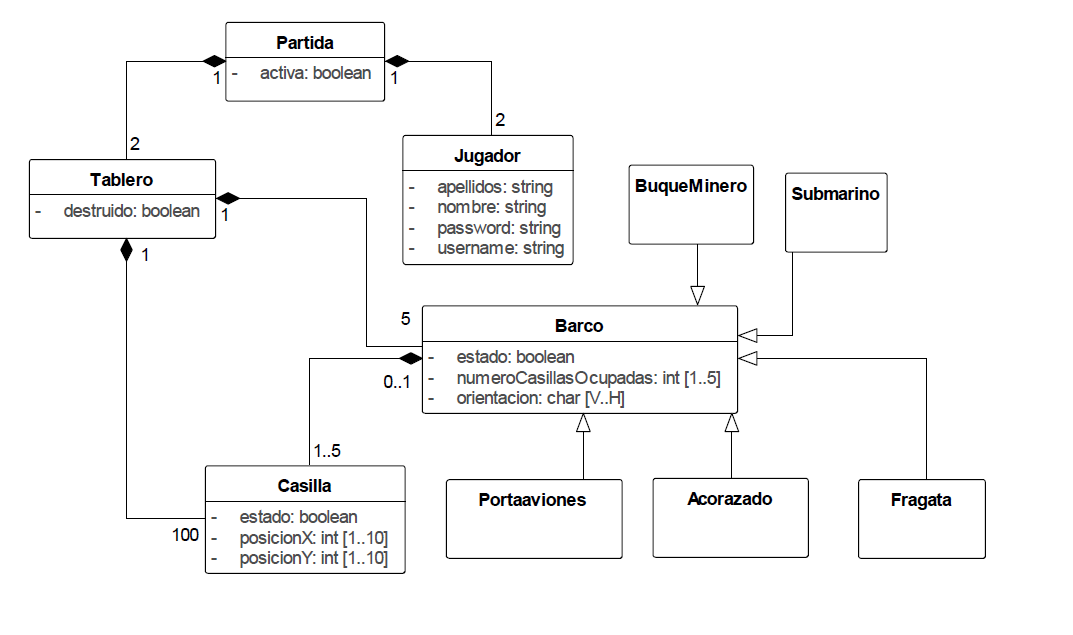 Partida
- activa: boolean
1
1
2
2
Tablero
- destruido: boolean
1
1
Jugador
- apellidos: string
- nombre: string
- password: string
- username: string
BuqueMinero
Submarino
5
Barco
- estado: boolean
- numeroCasillasOcupadas: int [1..5]
- orientacion: char [V..H]
0..1
1..5
Casilla
- estado: boolean
- posicionX: int [1..10]
- posicionY: int [1..10]
100
Portaaviones
Acorazado
Fragata